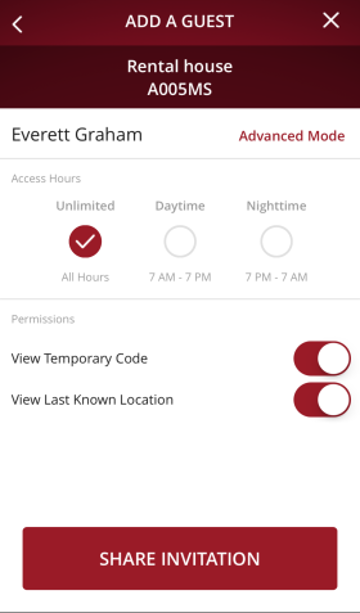 ADD A GUEST
Rental house
A005MS
Everett Graham
Advanced Mode
Access Hours
Unlimited Daytime Nighttime
All Hours 7 AM - 7 PM 7 PM - 7 AM
Permissions
View Temporary Code
View Last Known Location
SHARE INVITATION